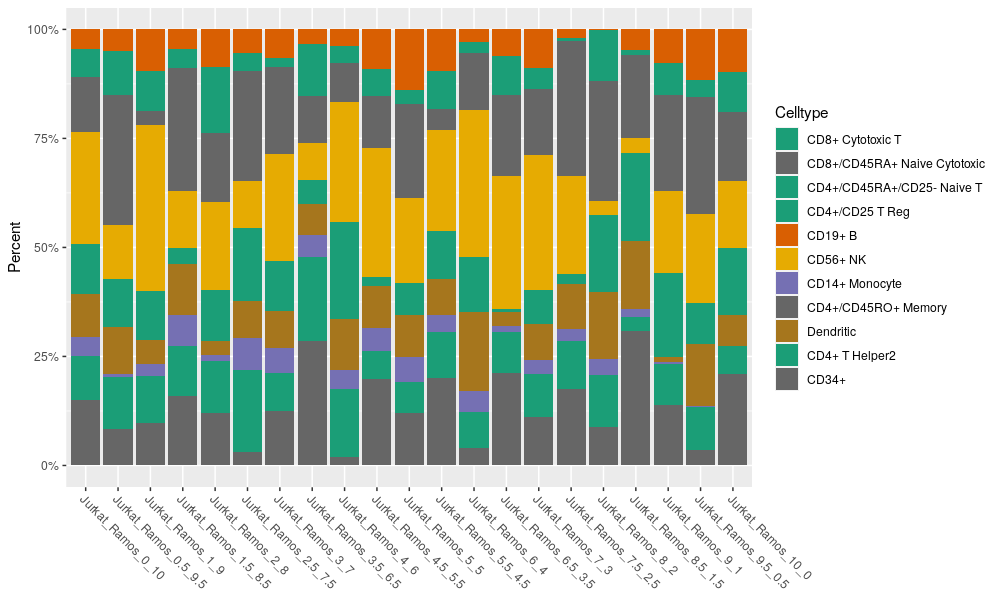 100%
75%
50%
25%
0%
Percent
Jurkat_Ramos_0_10
Jurkat_Ramos_0.5_9.5
Jurkat_Ramos_1_9
Jurkat_Ramos_1.5_8.5
Jurkat_Ramos_2_8
Jurkat_Ramos_2.5_7.5
Jurkat_Ramos_3_7
Jurkat_Ramos_3.5_6.5
Jurkat_Ramos_4_6
Jurkat_Ramos_4.5_5.5
Jurkat_Ramos_5_5
Jurkat_Ramos_5.5_4.5
Jurkat_Ramos_6_4
Jurkat_Ramos_6.5_3.5
Jurkat_Ramos_7_3
Jurkat_Ramos_7.5_2.5
Jurkat_Ramos_8_2
Jurkat_Ramos_8.5_1.5
Jurkat_Ramos_9_1
Jurkat_Ramos_9.5_0.5
Jurkat_Ramos_10_0
Celltype
CD8+ Cytotoxic T
CD8+/CD45RA+ Naive Cytotoxic
CD4+/CD45RA+/CD25- Naive T
CD4+/CD25 T Reg
CD19+ B
CD56+ NK
CD14+ Monocyte
CD4+/CD45RO+ Memory
Dendritic
CD4+ T Helper2
CD34+